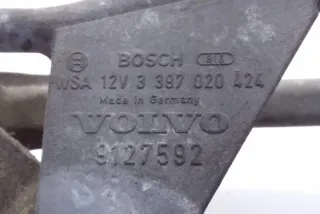 BOSCH
WSA 12V 3 397 020 424
Made in Germany
VOLVO
9127592